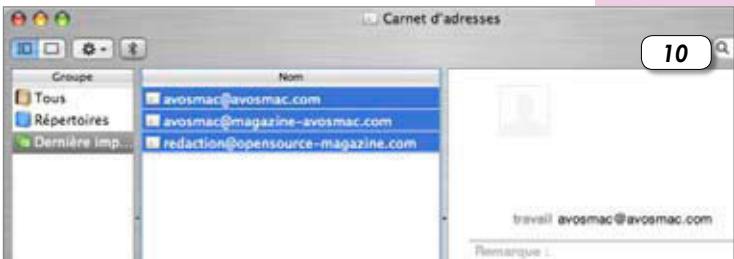 Carnet d'adresses
10
Groupe
Nom
Tous
Répertoires
Dernière imp...
avosmac@avosmac.com
avosmac@magazine-avosmac.com
redaction@opensource-magazine.com
travail avosmac@avosmac.com
Remarque :